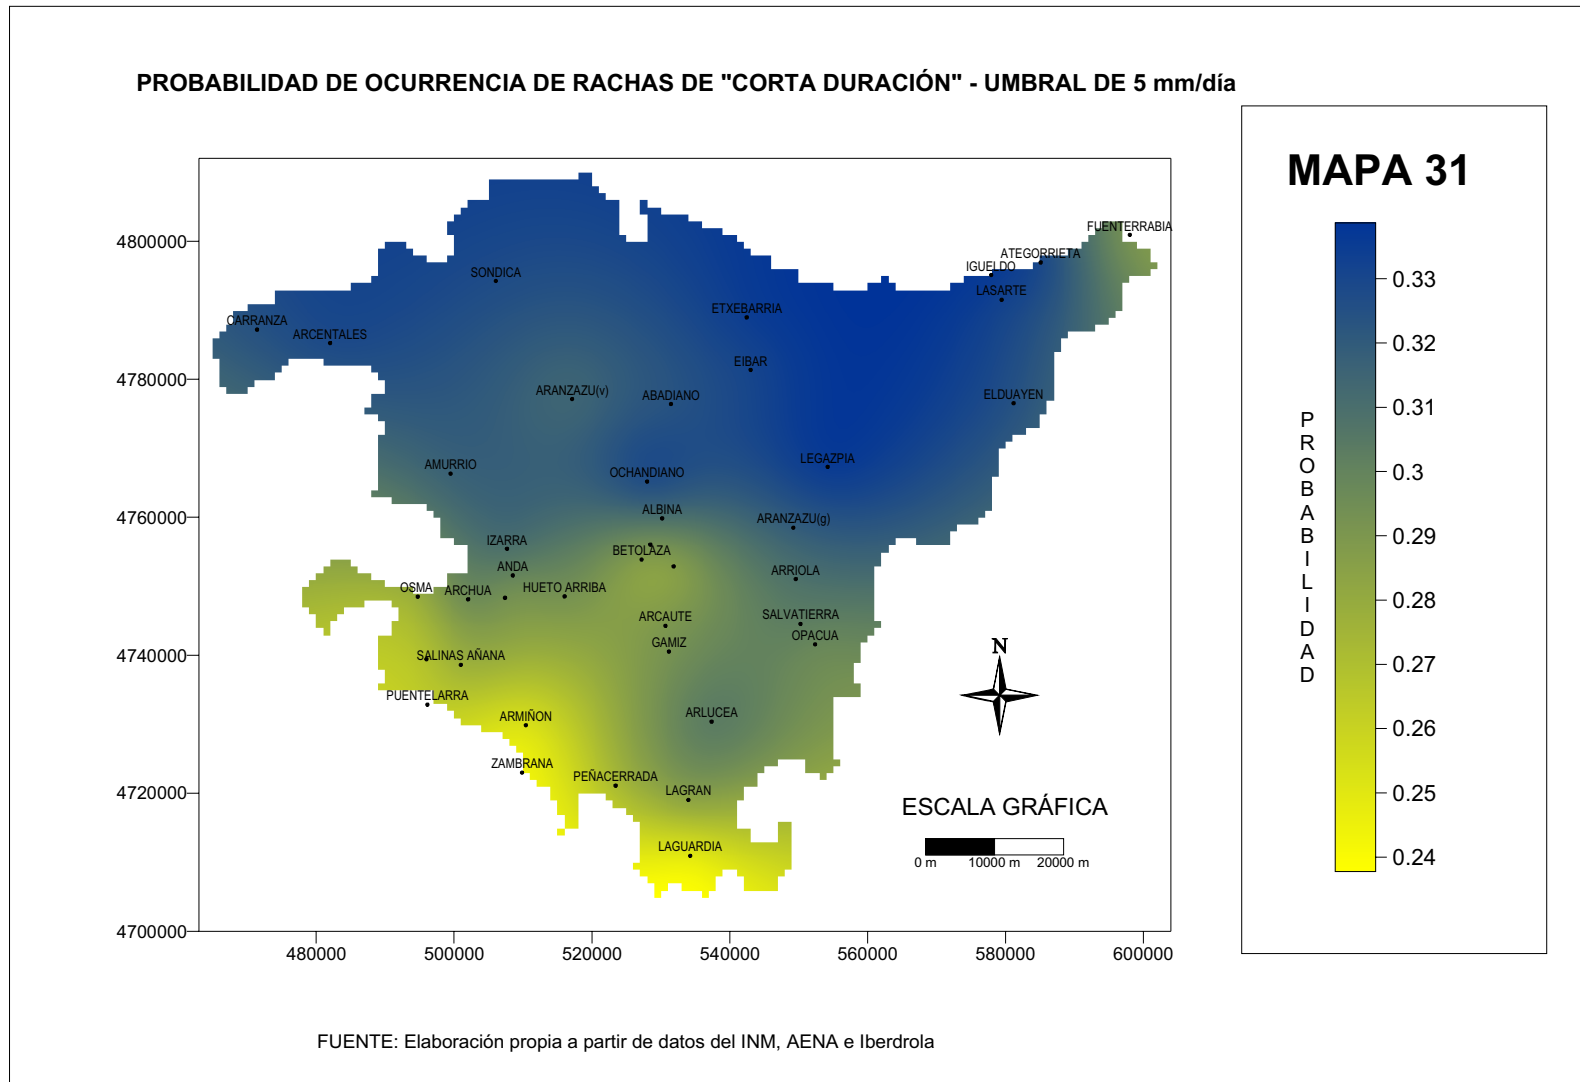 PROBABILIDAD DE OCURRENCIA DE RACHAS DE "CORTA DURACIÓN" - UMBRAL DE 5 mm/día
MAPA 31
4800000
4780000
4760000
4740000
4720000
4700000
480000
500000
520000
540000
560000
580000
600000
FUENTERRABIA
ATEGORRIETA
IGUELDO
LASARTE
SONDICA
ETXEBARRIA
CARRANZA
ARCENTALES
EIBAR
ARANZAZU(v)
ABADIANO
ELDUAYEN
AMURRIO
OCHANDIANO
LEGAZPIA
ALBINA
ARANZAZU(g)
IZARRA
BETOLAZA
ANDA
ARRIOLA
OSMA
ARCHUA
HUETO ARRIBA
ARCAUTE
SALVATIERRA
OPACUA
GAMIZ
SALINAS AÑANA
PUENTELARRA
ARMIÑON
ARLUCEA
ZAMBRANA
PEÑACERRADA
LAGRAN
LAGUARDIA
N
ESCALA GRÁFICA
0 m 10000 m 20000 m
PROBABILIDAD
0.33
0.32
0.31
0.3
0.29
0.28
0.27
0.26
0.25
0.24
FUENTE: Elaboración propia a partir de datos del INM, AENA e Iberdrola